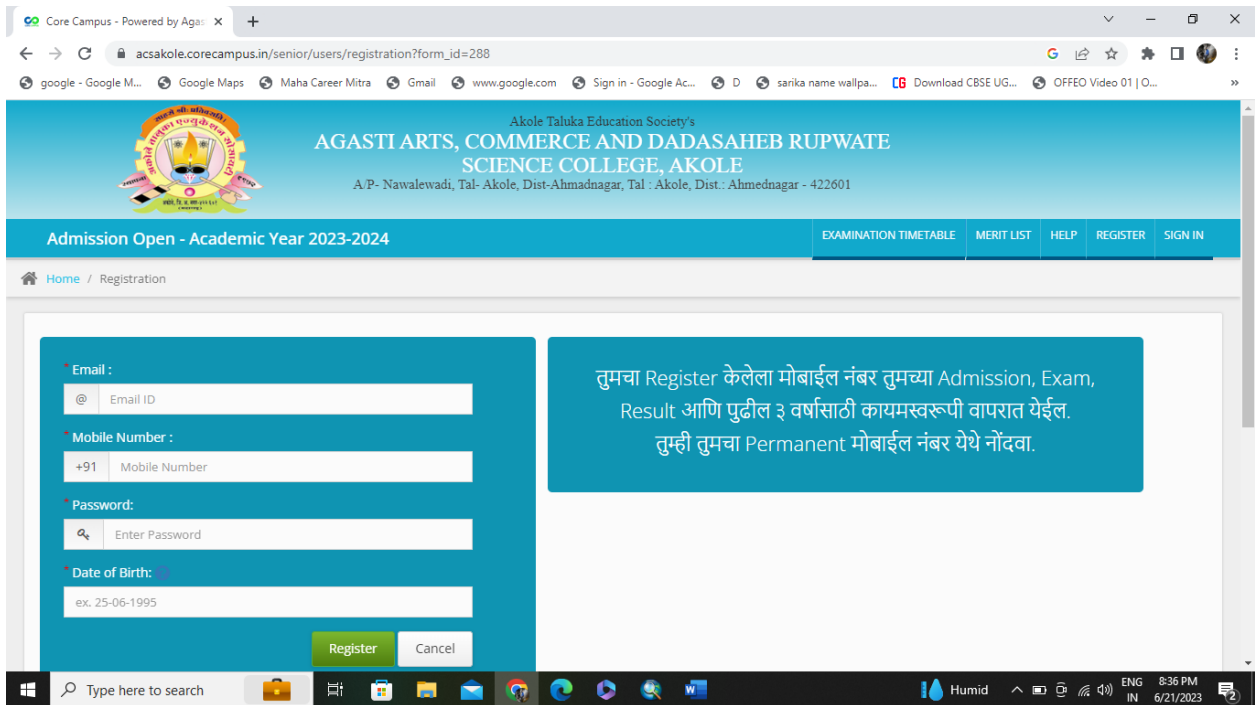 Core Campus - Powered by Agas
acsakole.corecampus.in/senior/users/registration?form_id=288
google - Google M... Google Maps Maha Career Mitra Gmail www.google.com Sign in - Google Ac... D sarika name wallpa... CG Download CBSE UG... OFFEO Video 01 | O... »
Akole Taluka Education Society's
AGASTI ARTS, COMMERCE AND DADASAHEB RUPWATE
SCIENCE COLLEGE, AKOLE
A/P- Nawalewadi, Tal- Akole, Dist-Ahmadnagar, Tal : Akole, Dist.: Ahmednagar - 422601
Admission Open - Academic Year 2023-2024 EXAMINATION TIMETABLE MERIT LIST HELP REGISTER SIGN IN
Home / Registration
* Email :
@ Email ID
* Mobile Number :
+91 Mobile Number
* Password:
Enter Password
* Date of Birth:
ex. 25-06-1995
Register Cancel
तुमचा Register केलेला मोबाईल नंबर तुमच्या Admission, Exam,
Result आणि पुढील ३ वर्षासाठी कायमस्वरूपी वापरात येईल.
तुम्ही तुमचा Permanent मोबाईल नंबर येथे नोंदवा.
Type here to search Humid ENG 8:36 PM
IN 6/21/2023 2